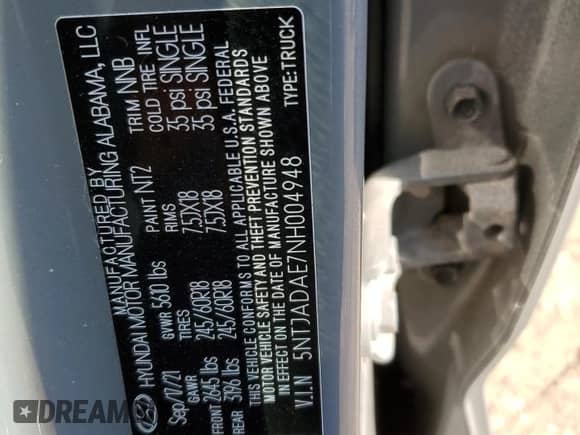 MANUFACTURED BY
HYUNDAI MOTOR MANUFACTURING ALABAMA, LLC
Sep/17/21 GVWR 5610 lbs PAINT NT2 TRIM NNB
GAWR TIRES RIMS COLD TIRE INFL
FRONT 2645 lbs 245/60R18 7.5JX18 35 psi SINGLE
REAR 3196 lbs 245/60R18 7.5JX18 35 psi SINGLE
THIS VEHICLE CONFORMS TO ALL APPLICABLE U.S.A. FEDERAL
MOTOR VEHICLE SAFETY AND THEFT PREVENTION STANDARDS
IN EFFECT ON THE DATE OF MANUFACTURE SHOWN ABOVE
V.I.N 5NTJADAE7NH004948 TYPE:TRUCK
DREAM